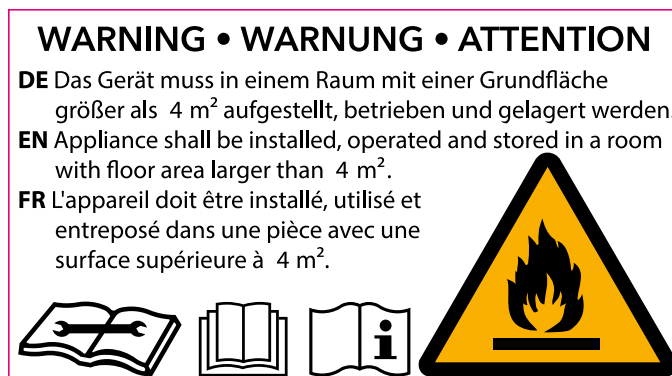 WARNING • WARNUNG • ATTENTION
DE Das Gerät muss in einem Raum mit einer Grundfläche
größer als 4 m² aufgestellt, betrieben und gelagert werden.
EN Appliance shall be installed, operated and stored in a room
with floor area larger than 4 m².
FR L'appareil doit être installé, utilisé et
entreposé dans une pièce avec une
surface supérieure à 4 m².
i